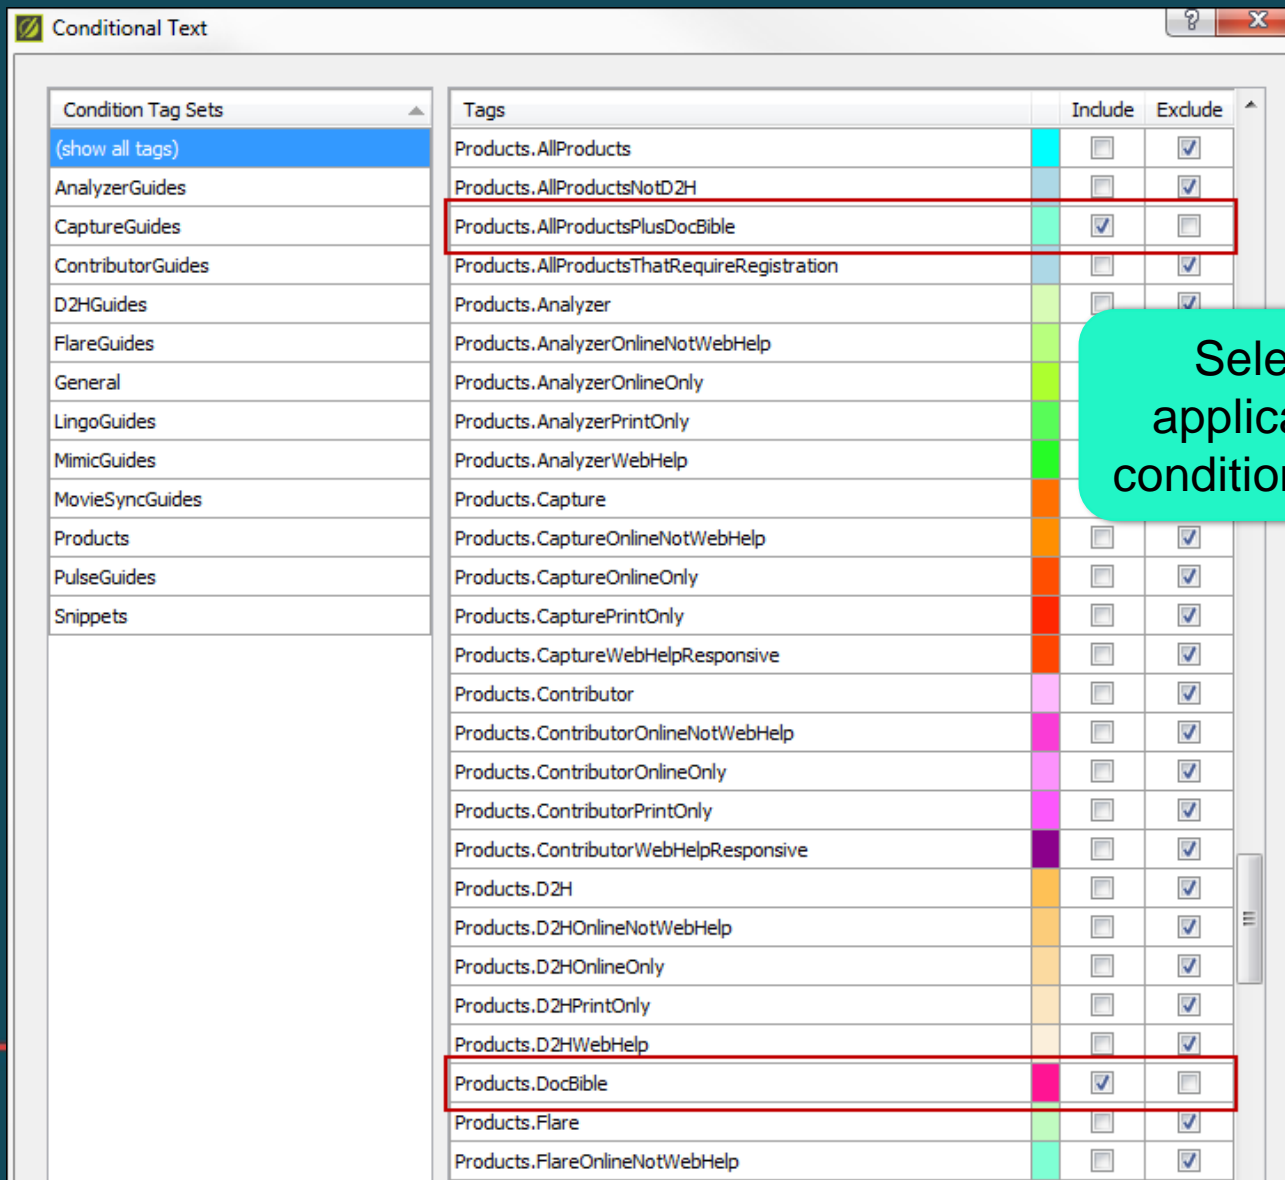 Conditional Text
?
Condition Tag Sets
(show all tags)
AnalyzerGuides
CaptureGuides
ContributorGuides
D2HGuides
FlareGuides
General
LingoGuides
MimicGuides
MovieSyncGuides
Products
PulseGuides
Snippets
Tags Include Exclude
Products.AllProducts
Products.AllProductsNotD2H
Products.AllProductsPlusDocBible
Products.AllProductsThatRequireRegistration
Products.Analyzer
Products.AnalyzerOnlineNotWebHelp
Products.AnalyzerOnlineOnly
Products.AnalyzerPrintOnly
Products.AnalyzerWebHelp
Products.Capture
Products.CaptureOnlineNotWebHelp
Products.CaptureOnlineOnly
Products.CapturePrintOnly
Products.CaptureWebHelpResponsive
Products.Contributor
Products.ContributorOnlineNotWebHelp
Products.ContributorOnlineOnly
Products.ContributorPrintOnly
Products.ContributorWebHelpResponsive
Products.D2H
Products.D2HOnlineNotWebHelp
Products.D2HOnlineOnly
Products.D2HPrintOnly
Products.D2HWebHelp
Products.DocBible
Products.Flare
Products.FlareOnlineNotWebHelp